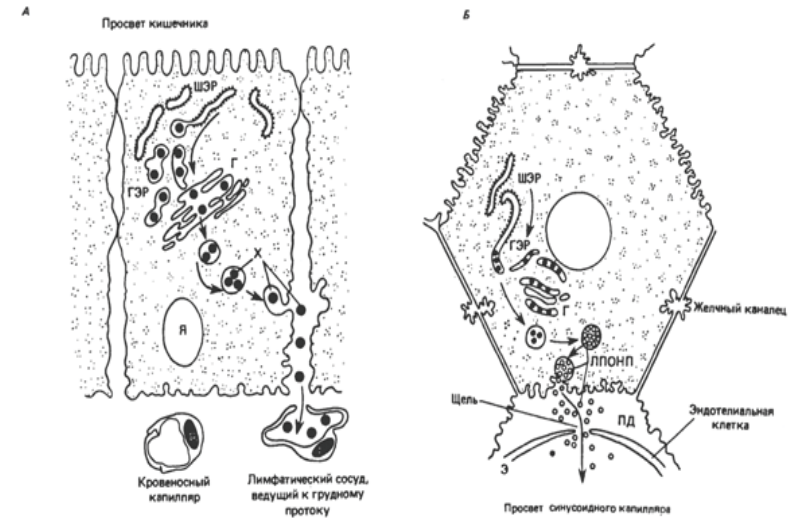 А
Просвет кишечника
ШЭР
Г
ГЭР
Х
Я
Кровеносный
капилляр
Лимфатический сосуд,
ведущий к грудному
протоку
Б
ШЭР
ГЭР
Г
Желчный каналец
ЛПОНП
Щель
ПД
Эндотелиальная
клетка
Э
Просвет синусоидного капилляра